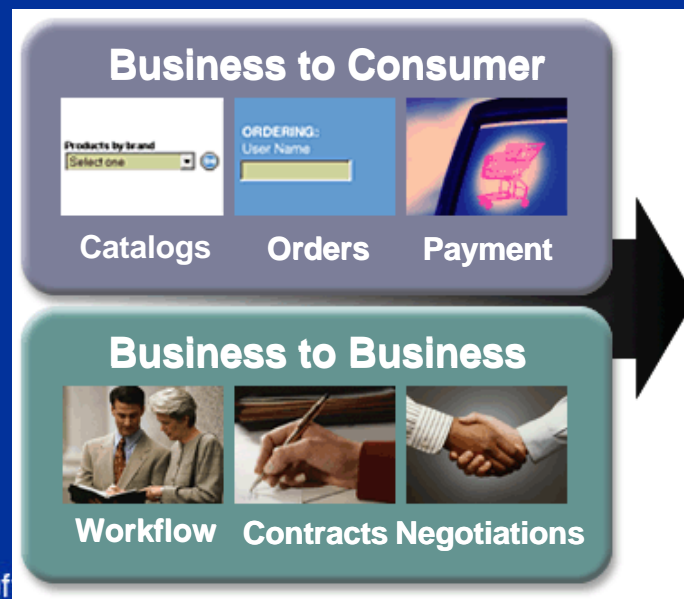 Business to Consumer
Products by brand
Select one
ORDERING:
User Name
Catalogs Orders Payment
Business to Business
Workflow Contracts Negotiations